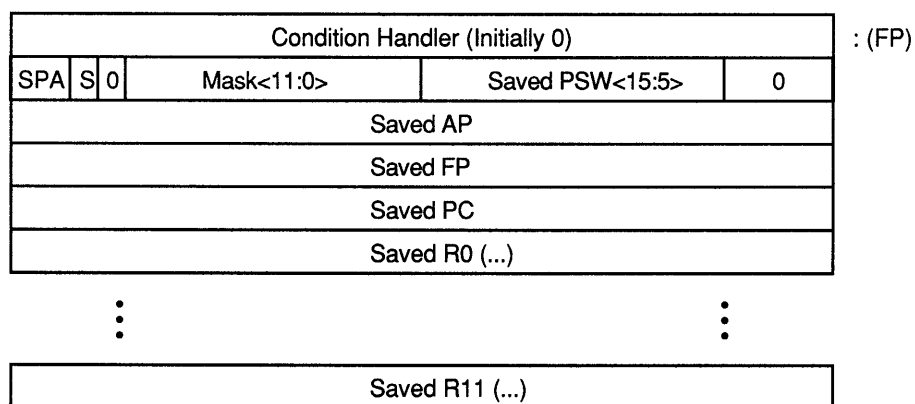 Condition Handler (Initially 0) : (FP)
SPA S 0 Mask<11:0> Saved PSW<15:5> 0
Saved AP
Saved FP
Saved PC
Saved R0 (...)
Saved R11 (...)